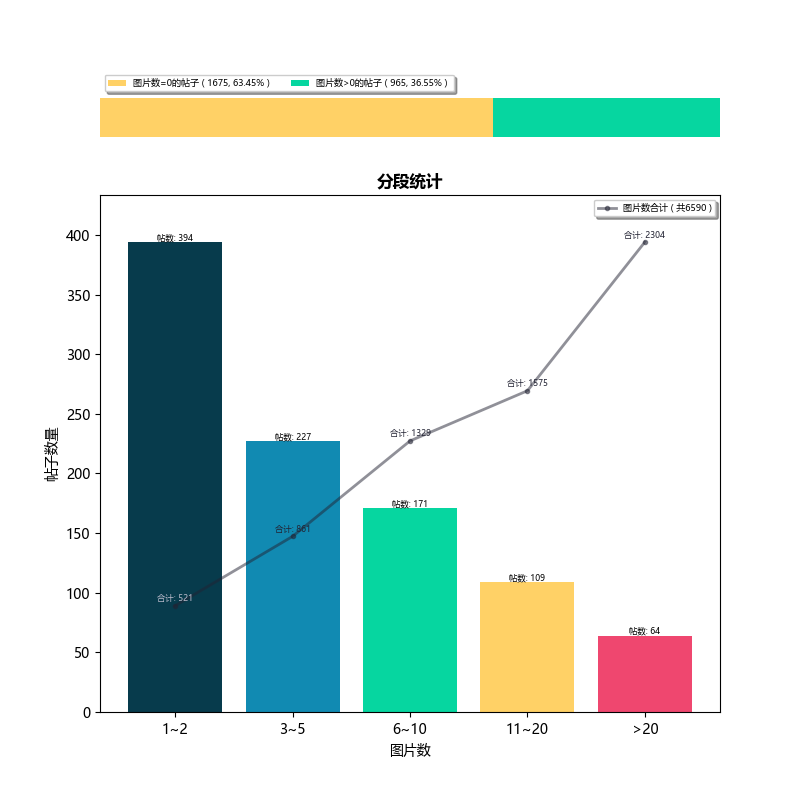 图片数=0的帖子 ( 1675, 63.45% ) 图片数>0的帖子 ( 965, 36.55% )
分段统计
图片数合计 ( 共6590 )
400
350
300
250
200
150
100
50
0
帖子数量
帖数: 394
帖数: 227
帖数: 171
帖数: 109
帖数: 64
合计: 521
合计: 861
合计: 1329
合计: 1575
合计: 2304
1~2 3~5 6~10 11~20 >20
图片数